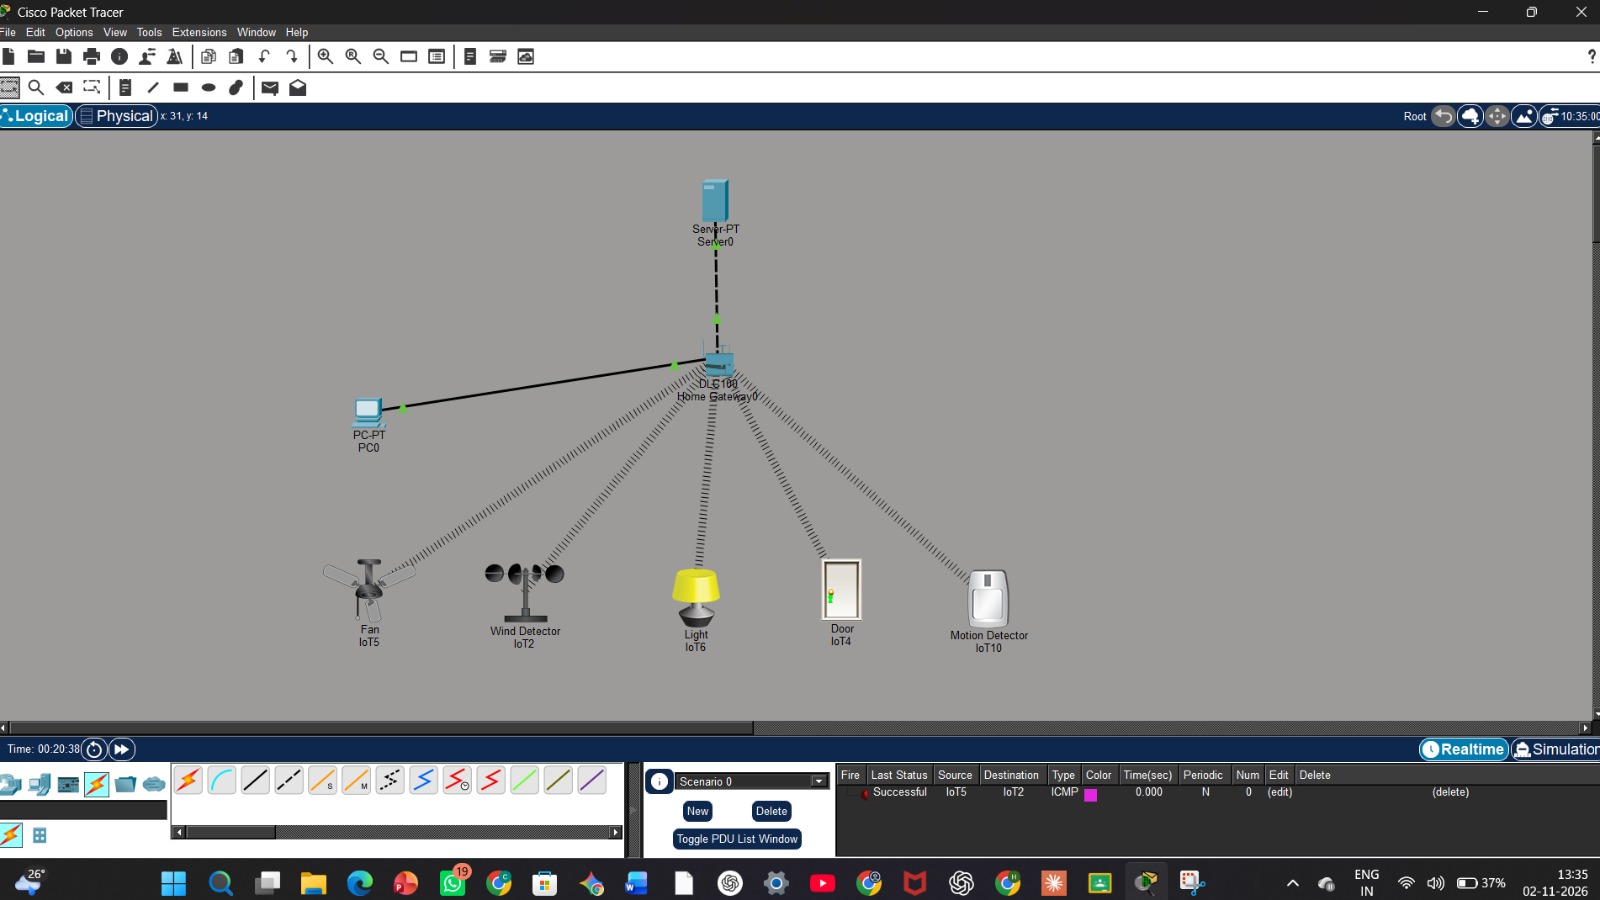 Cisco Packet Tracer
File Edit Options View Tools Extensions Window Help
?
Logical Physical x: 31, y: 14 Root 10:35:00
Server-PT
Server0
DLC100
Home Gateway0
PC-PT
PC0
Fan
IoT5
Wind Detector
IoT2
Light
IoT6
Door
IoT4
Motion Detector
IoT10
Time: 00:20:38 Realtime Simulation
S M
Scenario 0
New Delete
Toggle PDU List Window
Fire Last Status Source Destination Type Color Time(sec) Periodic Num Edit Delete
Successful IoT5 IoT2 ICMP 0.000 N 0 (edit) (delete)
26°
19
ENG
IN
37%
13:35
02-11-2026